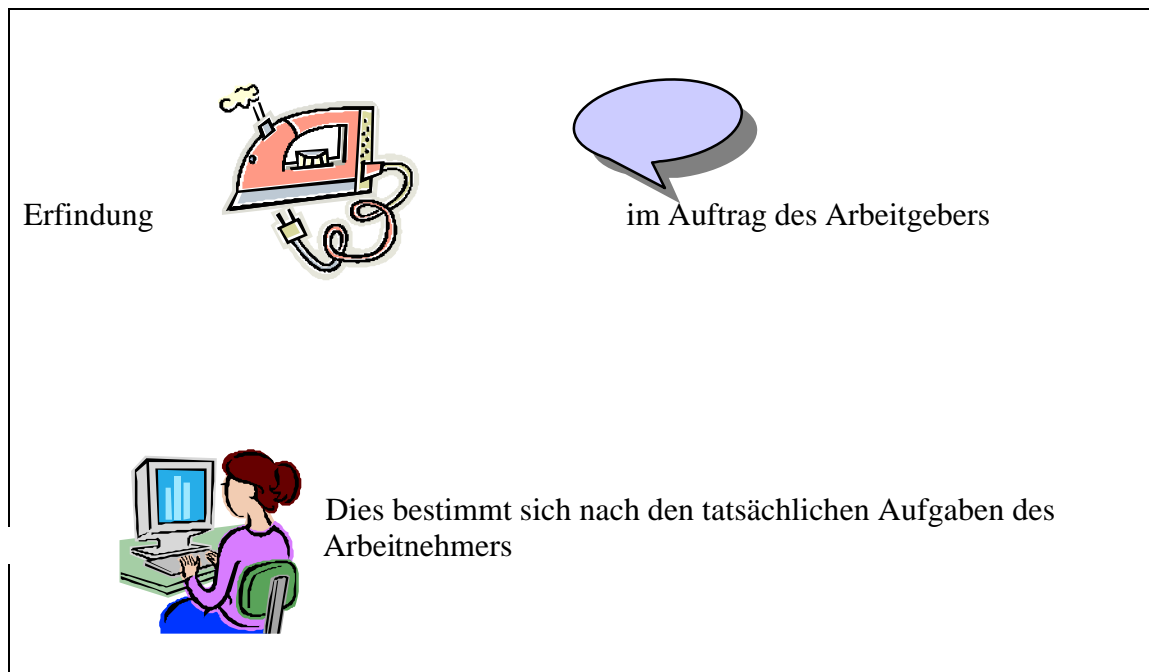 Erfindung im Auftrag des Arbeitgebers
Dies bestimmt sich nach den tatsächlichen Aufgaben des
Arbeitnehmers